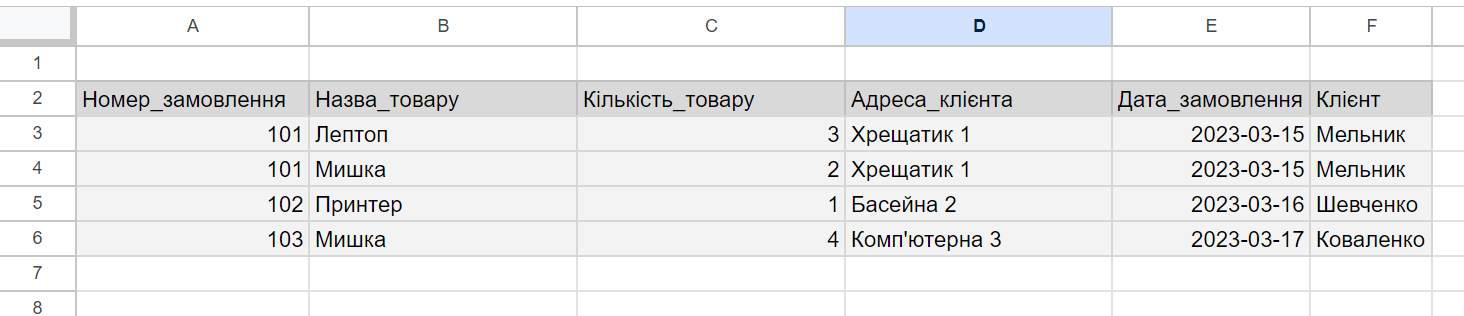 A B C D E F
1
2 Номер_замовлення Назва_товару Кількість_товару Адреса_клієнта Дата_замовлення Клієнт
3 101 Лептоп 3 Хрещатик 1 2023-03-15 Мельник
4 101 Мишка 2 Хрещатик 1 2023-03-15 Мельник
5 102 Принтер 1 Басейна 2 2023-03-16 Шевченко
6 103 Мишка 4 Комп'ютерна 3 2023-03-17 Коваленко
7
8